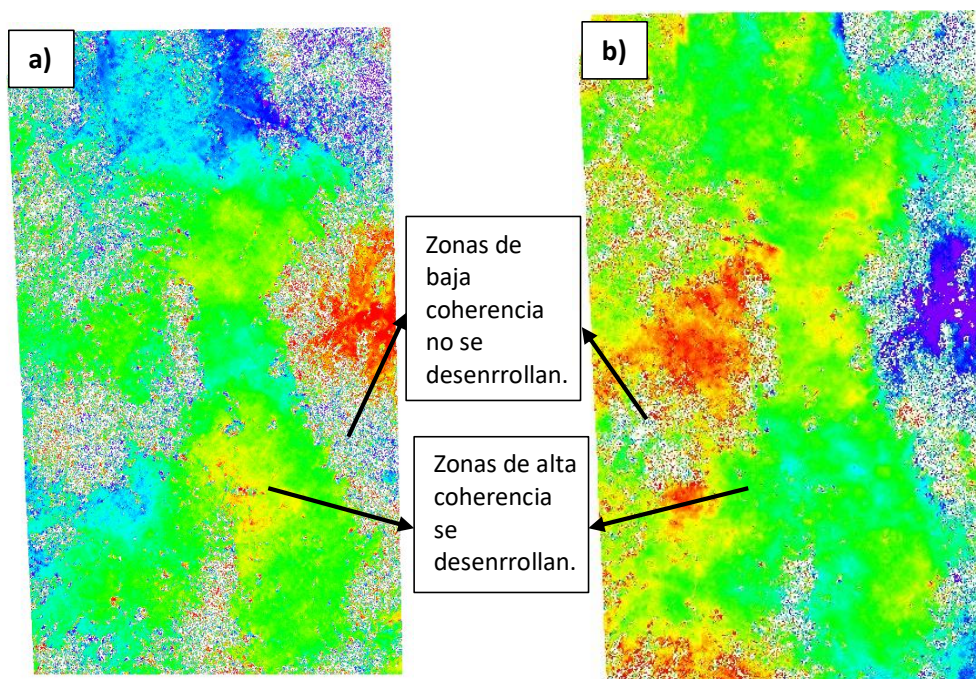 a)
b)
Zonas de
baja
coherencia
no se
desenrrollan.
Zonas de alta
coherencia
se
desenrrollan.